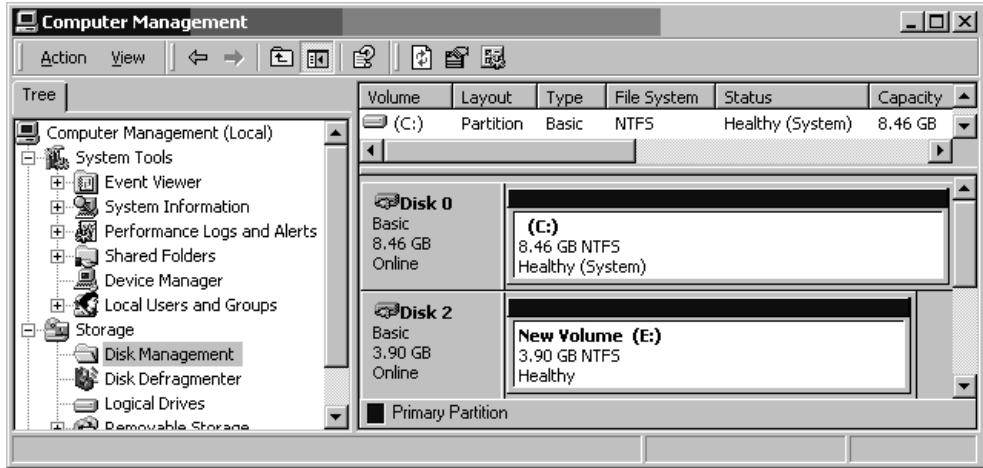 Computer Management
Action View
Tree
Computer Management (Local)
System Tools
Event Viewer
System Information
Performance Logs and Alerts
Shared Folders
Device Manager
Local Users and Groups
Storage
Disk Management
Disk Defragmenter
Logical Drives
Removable Storage
Volume Layout Type File System Status Capacity
(C:) Partition Basic NTFS Healthy (System) 8.46 GB
Disk 0
Basic
8.46 GB
Online
(C:)
8.46 GB NTFS
Healthy (System)
Disk 2
Basic
3.90 GB
Online
New Volume (E:)
3.90 GB NTFS
Healthy
Primary Partition